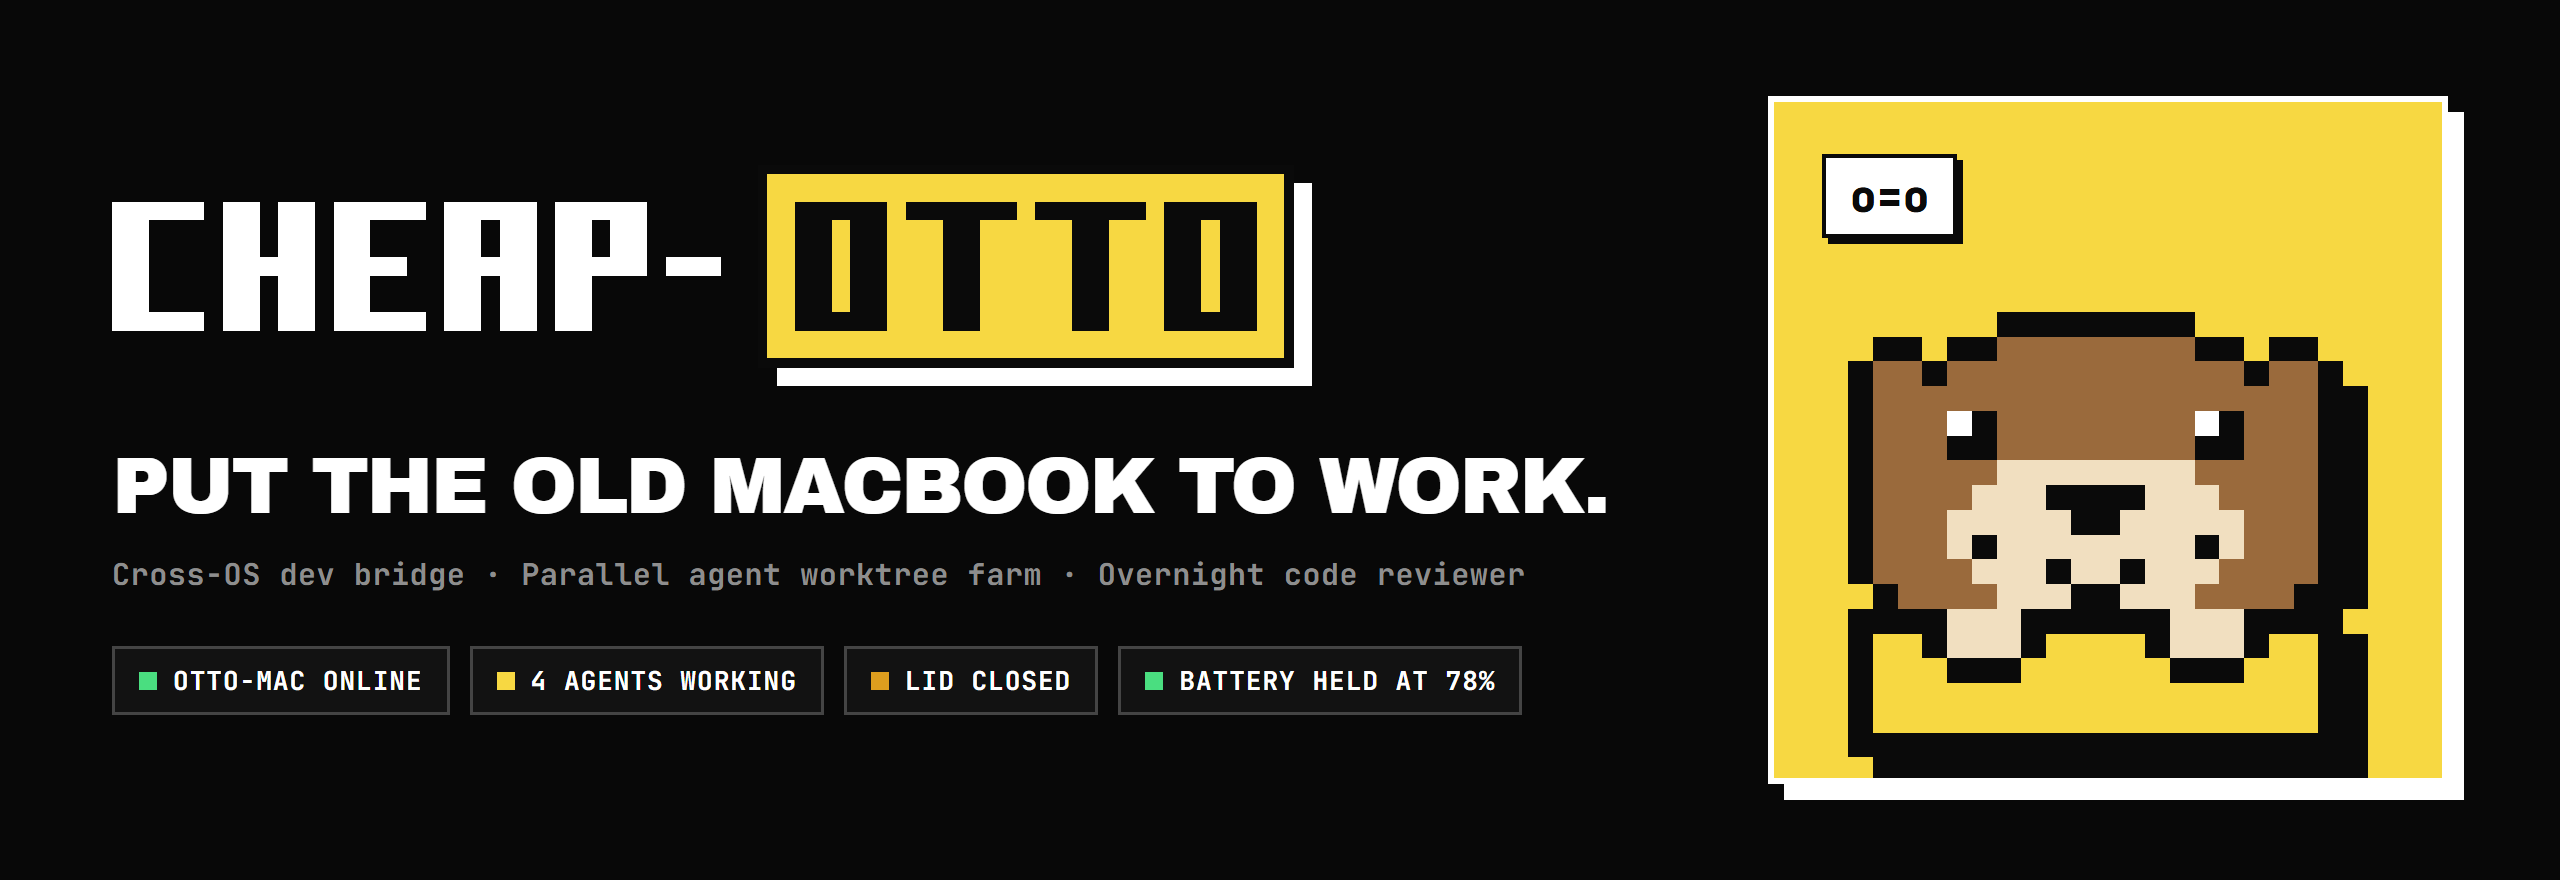 CHEAP-OTTO
o=o
PUT THE OLD MACBOOK TO WORK.
Cross-OS dev bridge · Parallel agent worktree farm · Overnight code reviewer
OTTO-MAC ONLINE
4 AGENTS WORKING
LID CLOSED
BATTERY HELD AT 78%